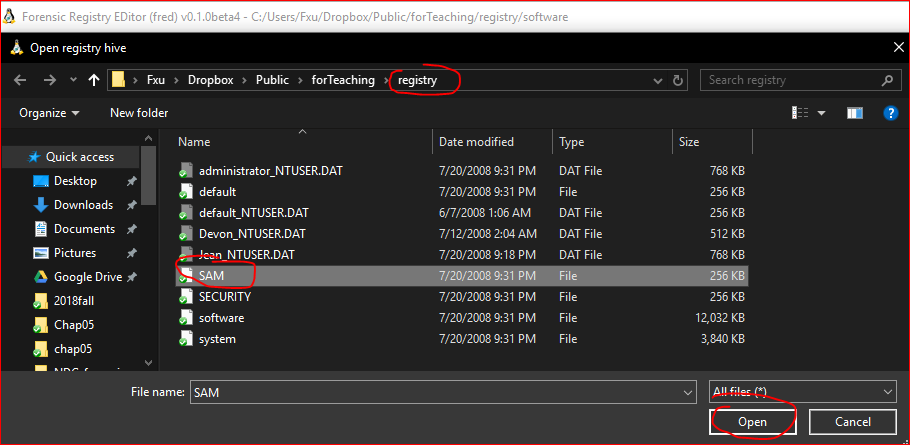 Forensic Registry EDitor (fred) v0.1.0beta4 - C:/Users/Fxu/Dropbox/Public/forTeaching/registry/software
Open registry hive
Fxu > Dropbox > Public > forTeaching > registry
Search registry
Organize
New folder
Name Date modified Type Size
Quick access
Desktop
Downloads
Documents
Pictures
Google Drive
2018fall
Chap05
chap05
administrator_NTUSER.DAT 7/20/2008 9:31 PM DAT File 768 KB
default 7/20/2008 9:31 PM File 256 KB
default_NTUSER.DAT 6/7/2008 1:06 AM DAT File 256 KB
Devon_NTUSER.DAT 7/12/2008 2:04 AM DAT File 512 KB
Jean_NTUSER.DAT 7/20/2008 9:18 PM DAT File 768 KB
SAM 7/20/2008 9:31 PM File 256 KB
SECURITY 7/20/2008 9:31 PM File 256 KB
software 7/20/2008 9:31 PM File 12,032 KB
system 7/20/2008 9:31 PM File 3,840 KB
File name: SAM
All files (*)
Open
Cancel